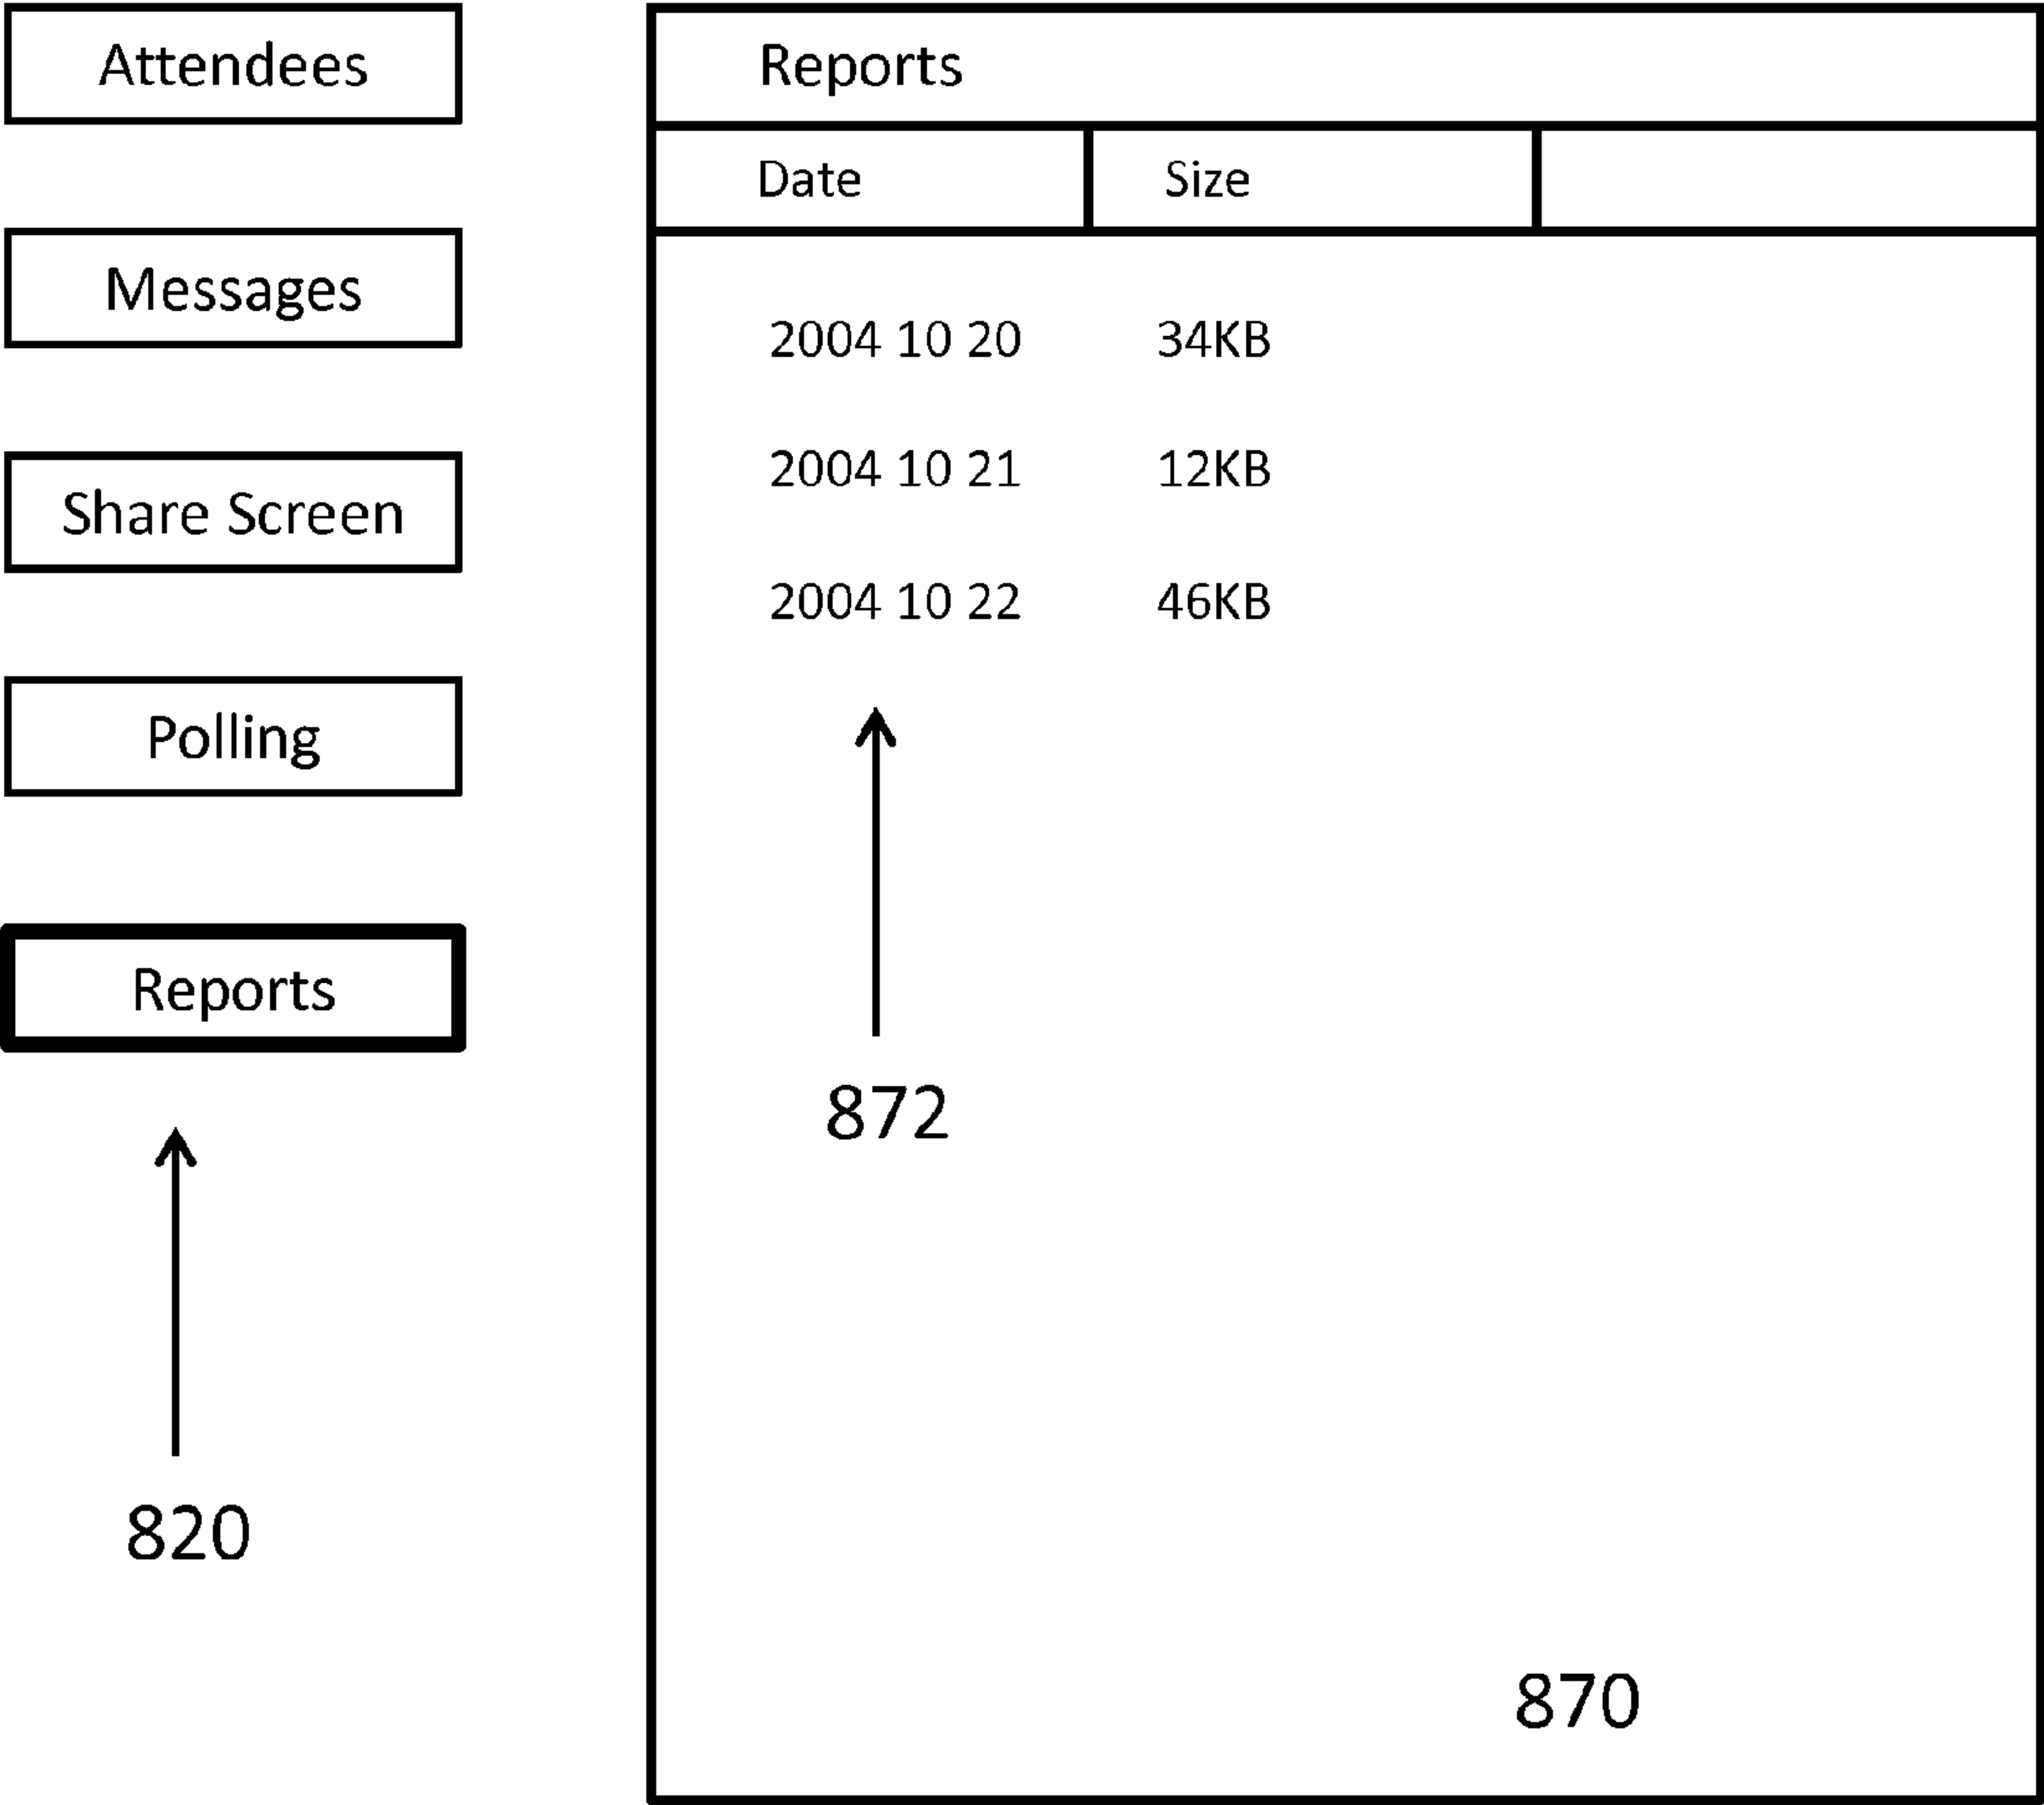 Attendees
Messages
Share Screen
Polling
Reports
820
Reports
Date Size
2004 10 20 34KB
2004 10 21 12KB
2004 10 22 46KB
872
870